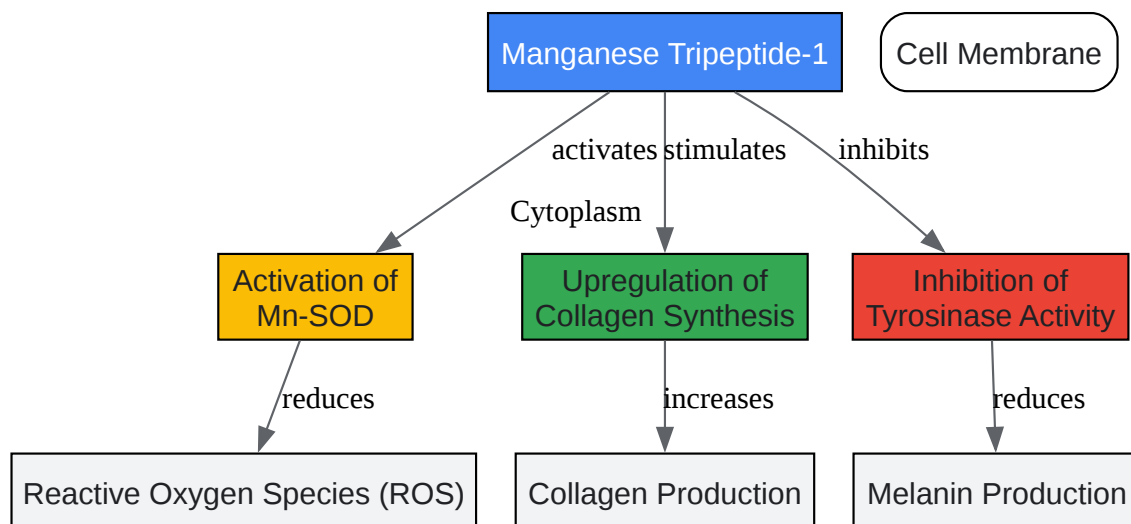 Manganese Tripeptide-1
Cell Membrane
activates
stimulates
inhibits
Cytoplasm
Activation of
Mn-SOD
Upregulation of
Collagen Synthesis
Inhibition of
Tyrosinase Activity
reduces
increases
reduces
Reactive Oxygen Species (ROS)
Collagen Production
Melanin Production